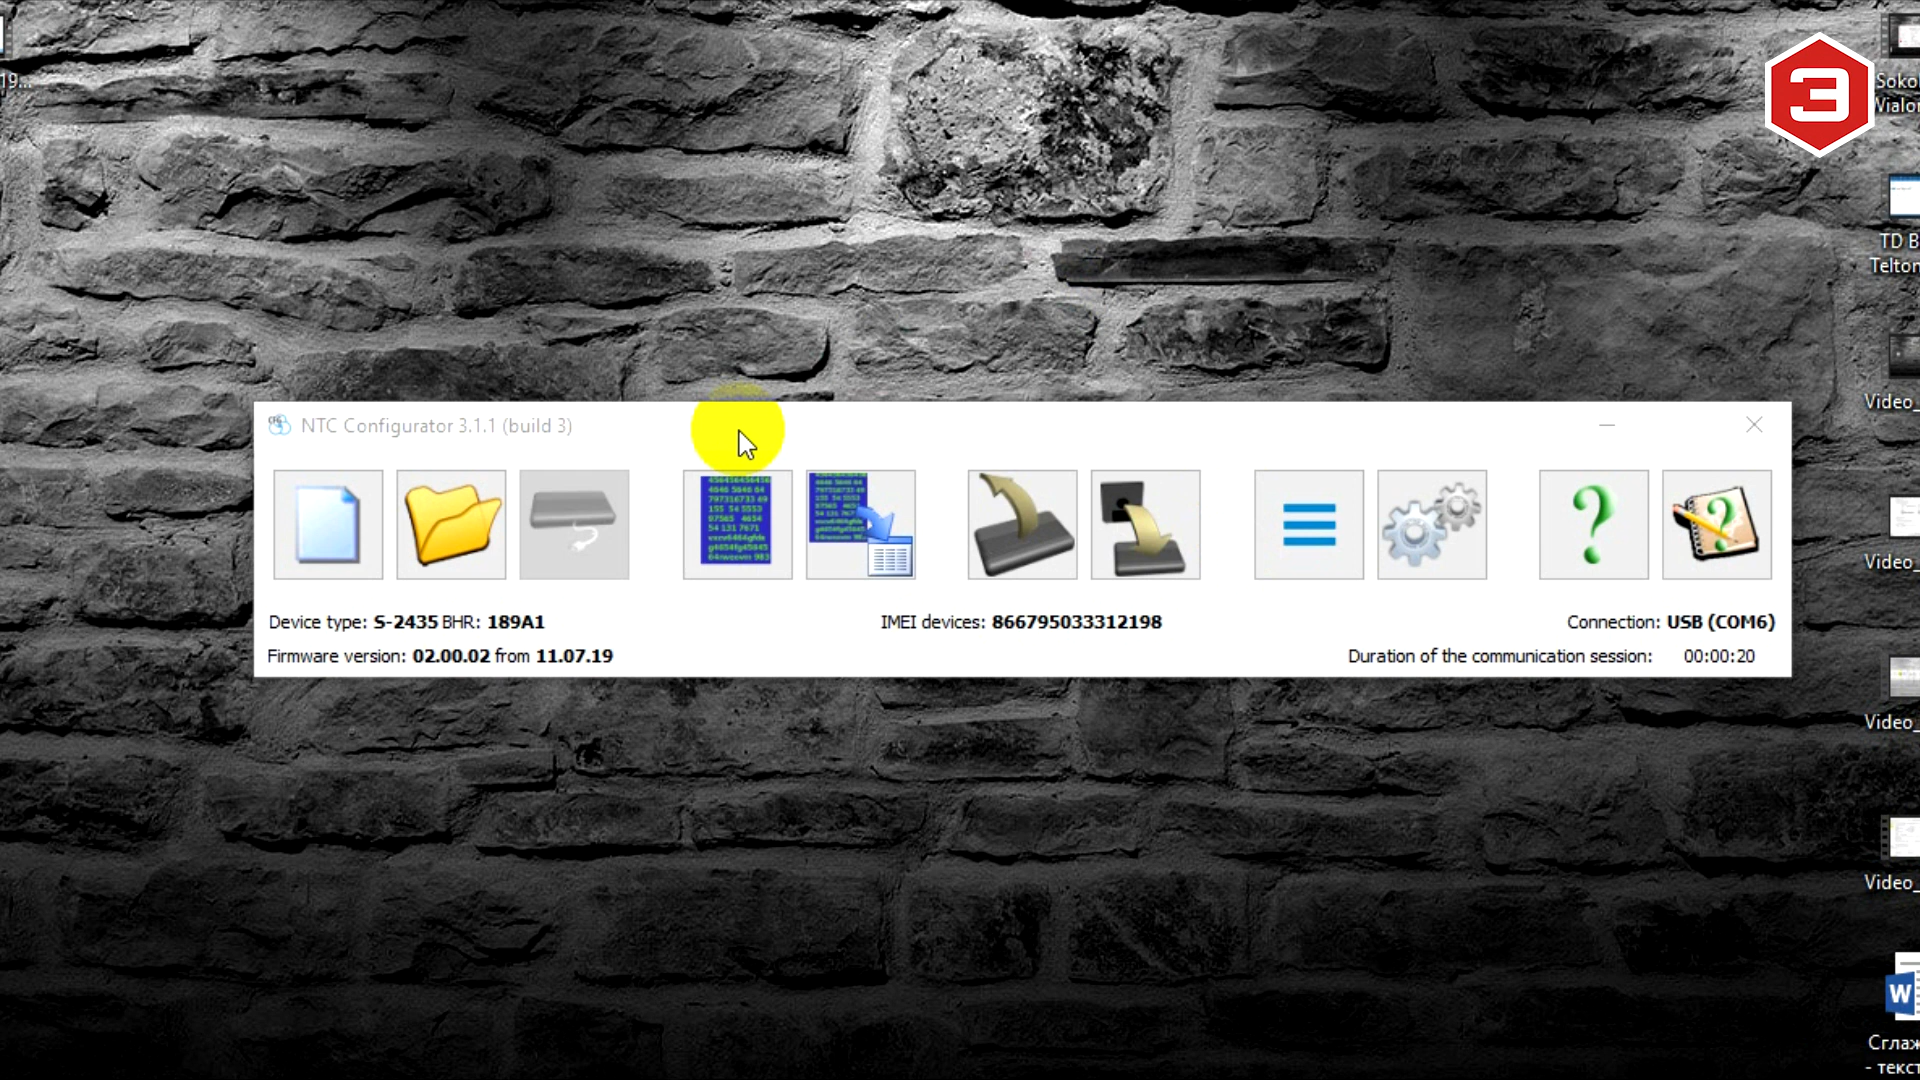 19...
З
Soko
Wialon
NTC Configurator 3.1.1 (build 3)
Device type: S-2435 BHR: 189A1
IMEI devices: 866795033312198
Connection: USB (COM6)
Firmware version: 02.00.02 from 11.07.19
Duration of the communication session: 00:00:20
TD B
Telton
Video_
Video_
Video_
Video_
W
Сглаж
- текст